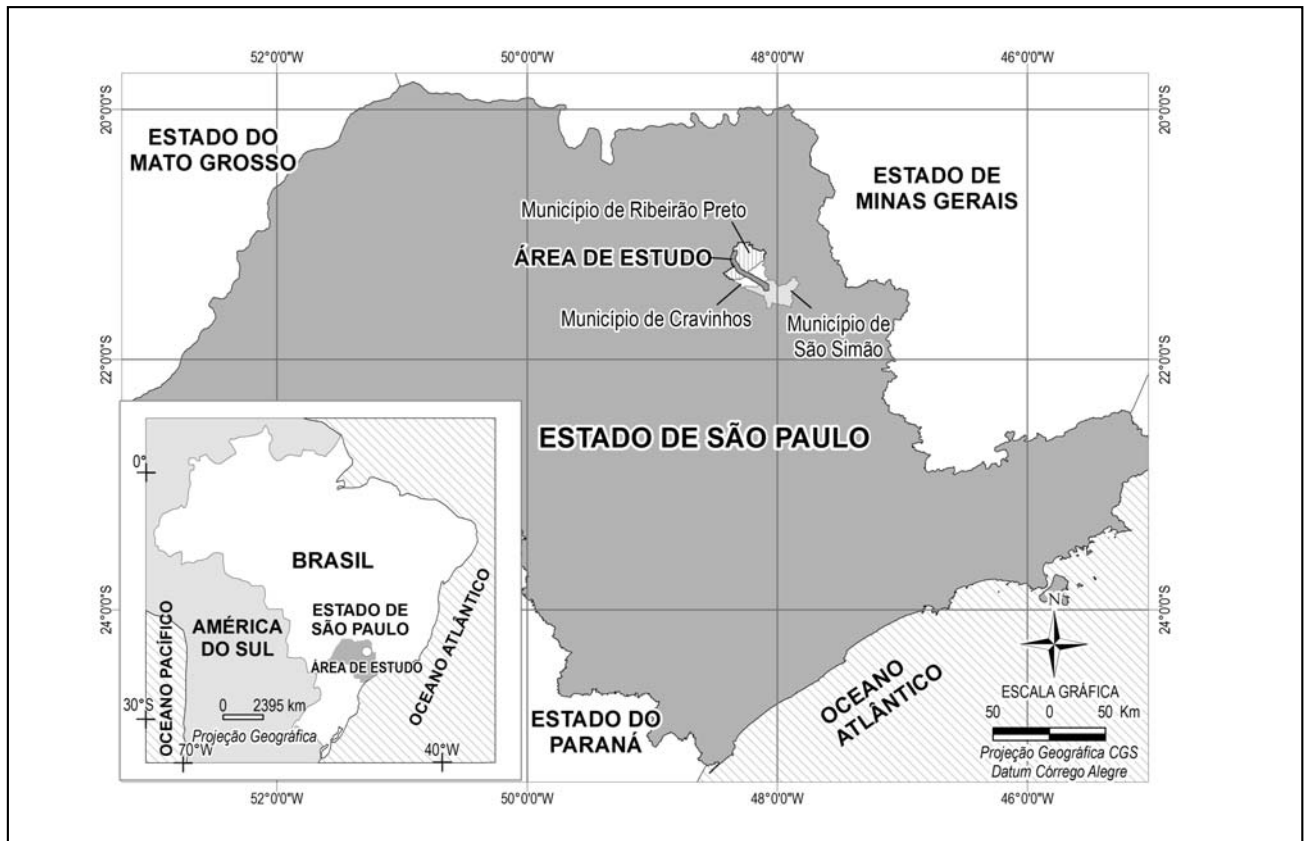 52°0'0"W 50°0'0"W 48°0'0"W 46°0'0"W
20°0'0"S
20°0'0"S
ESTADO DO
MATO GROSSO
ESTADO DE
MINAS GERAIS
Município de Ribeirão Preto
ÁREA DE ESTUDO
Município de Cravinhos
Município de
São Simão
22°0'0"S
22°0'0"S
ESTADO DE SÃO PAULO
0°
BRASIL
ESTADO DE
SÃO PAULO
ÁREA DE ESTUDO
AMÉRICA
DO SUL
OCEANO PACÍFICO
OCEANO ATLÂNTICO
0 2395 km
Projeção Geográfica
30°S
70°W
40°W
24°0'0"S
24°0'0"S
ESTADO DO
PARANÁ
OCEANO
ATLÂNTICO
N
ESCALA GRÁFICA
50 0 50 Km
Projeção Geográfica CGS
Datum Córrego Alegre
52°0'0"W 50°0'0"W 48°0'0"W 46°0'0"W